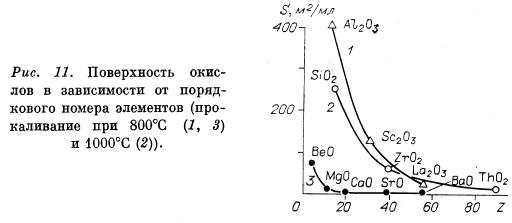 Рис. 11. Поверхность окис-
лов в зависимости от поряд-
кового номера элементов (про-
каливание при 800°C (1, 3)
и 1000°C (2)).
S, м²/мл
400
200
0
20
40
60
80
Z
Al₂O₃
1
SiO₂
2
Sc₂O₃
ZrO₂
La₂O₃
ThO₂
BeO
3
MgO
CaO
SrO
BaO